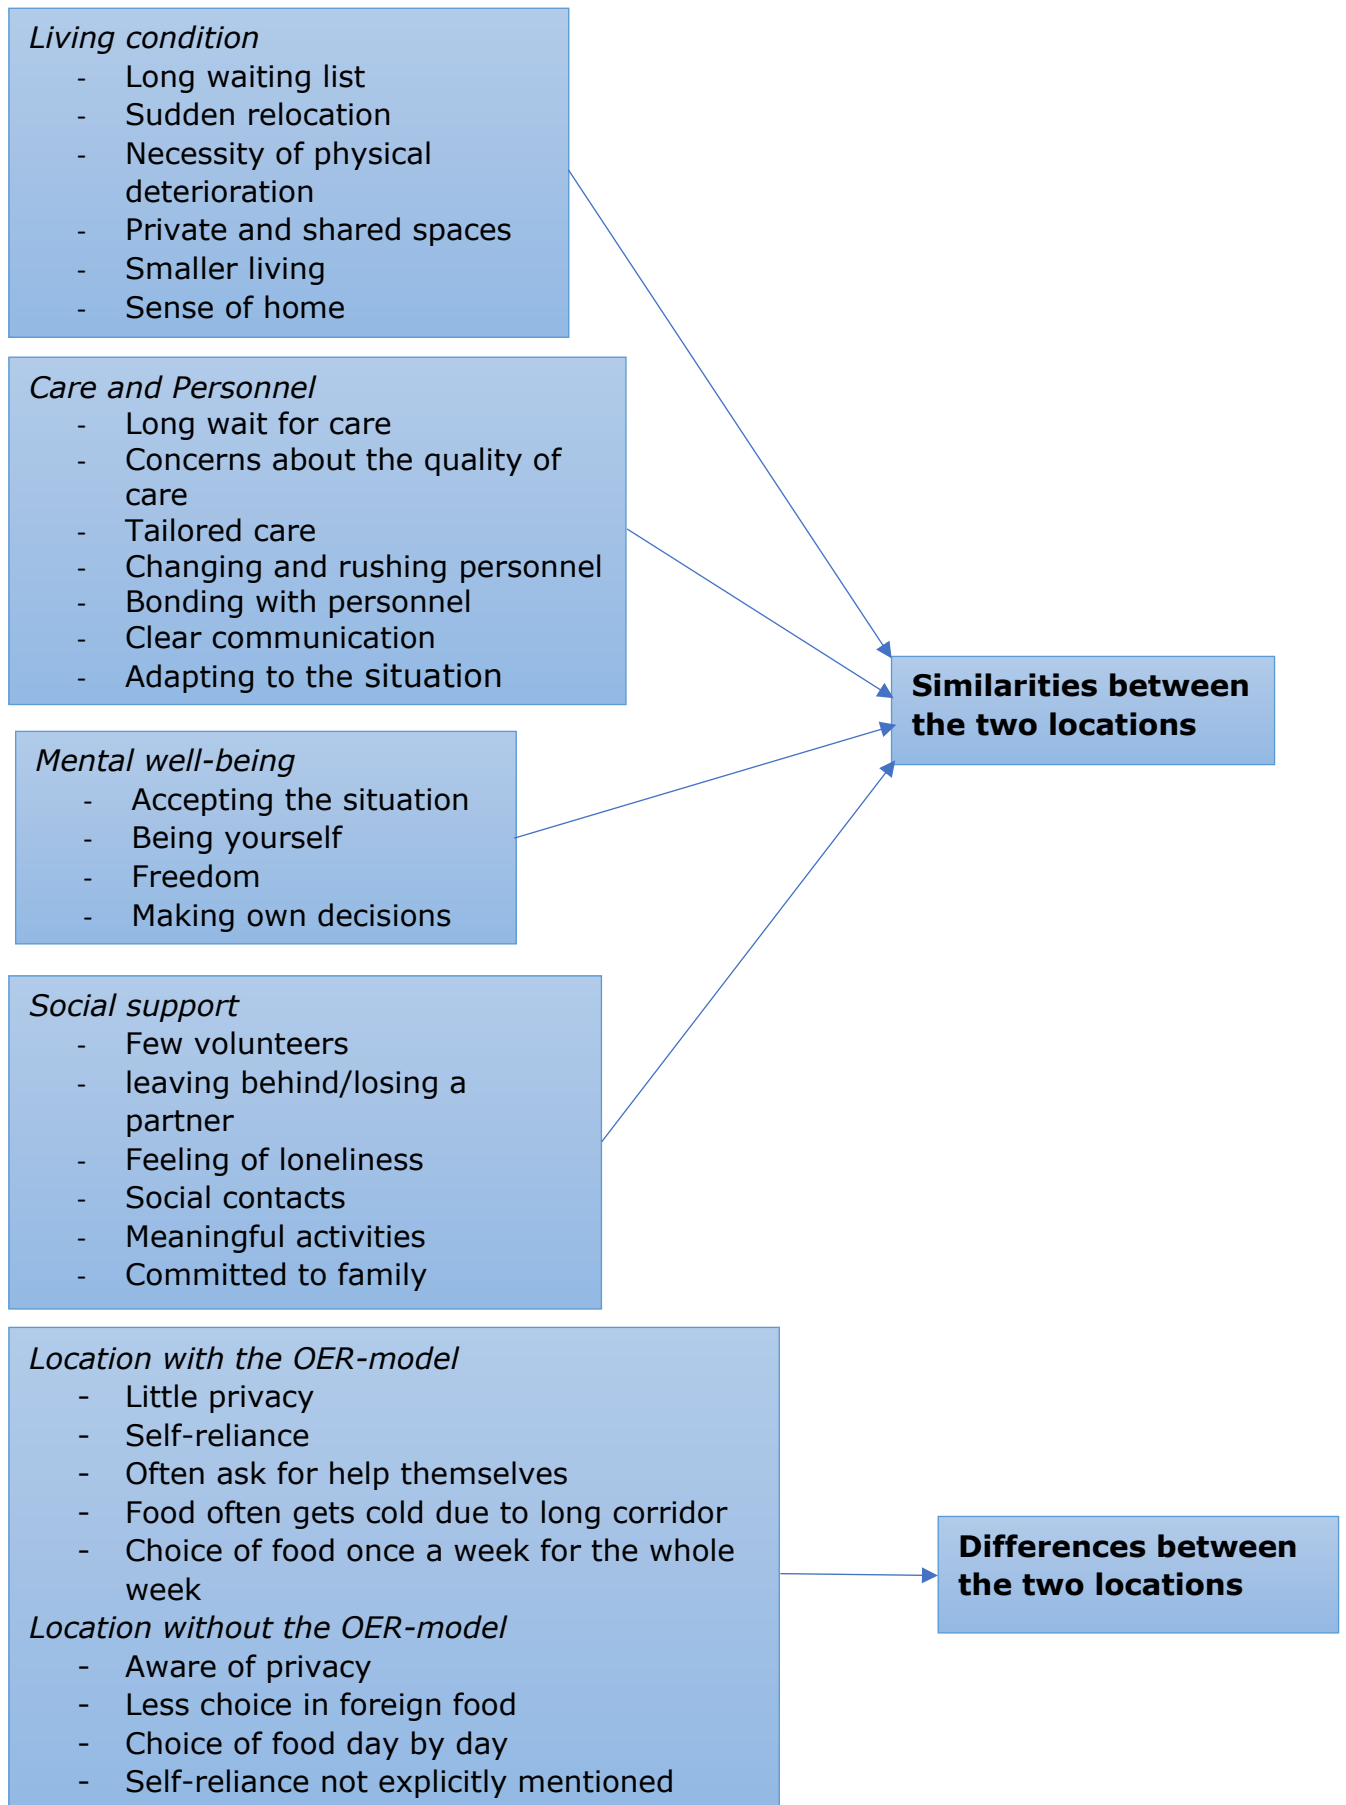 Living condition
- Long waiting list
- Sudden relocation
- Necessity of physical
deterioration
- Private and shared spaces
- Smaller living
- Sense of home
Care and Personnel
- Long wait for care
- Concerns about the quality of
care
- Tailored care
- Changing and rushing personnel
- Bonding with personnel
- Clear communication
- Adapting to the situation
Similarities between
the two locations
Mental well-being
- Accepting the situation
- Being yourself
- Freedom
- Making own decisions
Social support
- Few volunteers
- leaving behind/losing a
partner
- Feeling of loneliness
- Social contacts
- Meaningful activities
- Committed to family
Location with the OER-model
- Little privacy
- Self-reliance
- Often ask for help themselves
- Food often gets cold due to long corridor
- Choice of food once a week for the whole
week
Location without the OER-model
- Aware of privacy
- Less choice in foreign food
- Choice of food day by day
- Self-reliance not explicitly mentioned
Differences between
the two locations